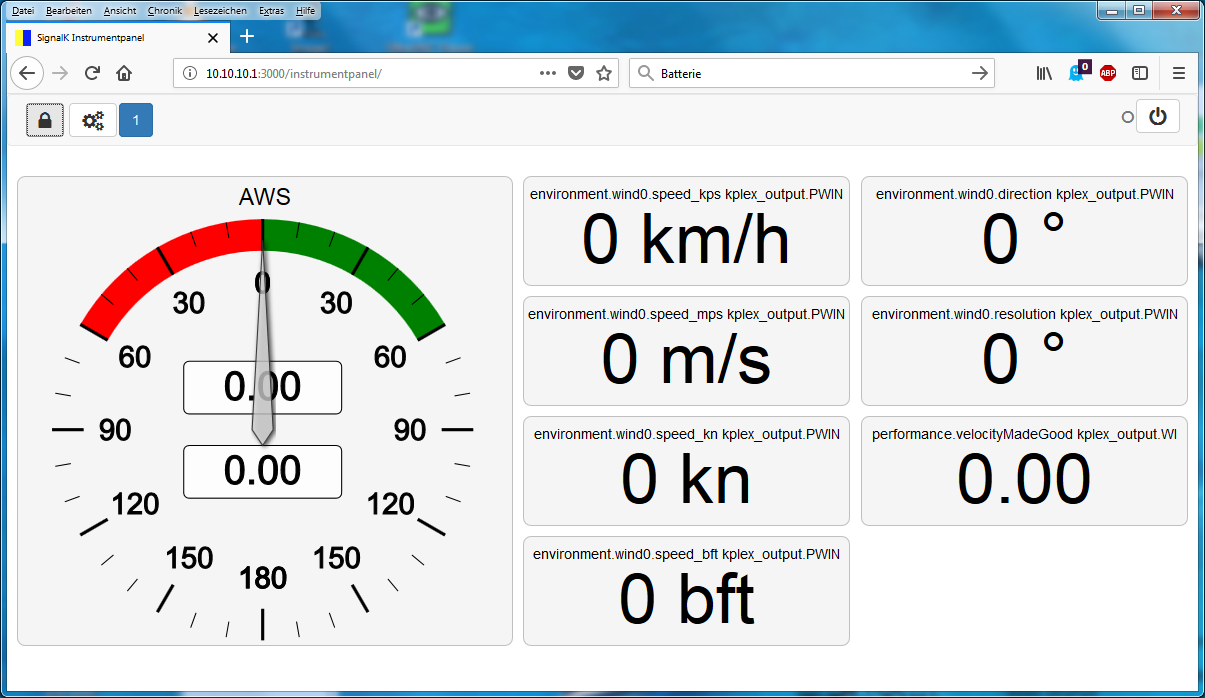 Datei Bearbeiten Ansicht Chronik Lesezeichen Extras Hilfe
SignalK Instrumentpanel
10.10.10.1:3000/instrumentpanel/
Batterie
0
ABP
1
AWS
0
30 30
60 60
0.00
90 90
0.00
120 120
150 150
180
environment.wind0.speed_kps kplex_output.PWIN
0 km/h
environment.wind0.direction kplex_output.PWIN
0 °
environment.wind0.speed_mps kplex_output.PWIN
0 m/s
environment.wind0.resolution kplex_output.PWIN
0 °
environment.wind0.speed_kn kplex_output.PWIN
0 kn
performance.velocityMadeGood kplex_output.WI
0.00
environment.wind0.speed_bft kplex_output.PWIN
0 bft